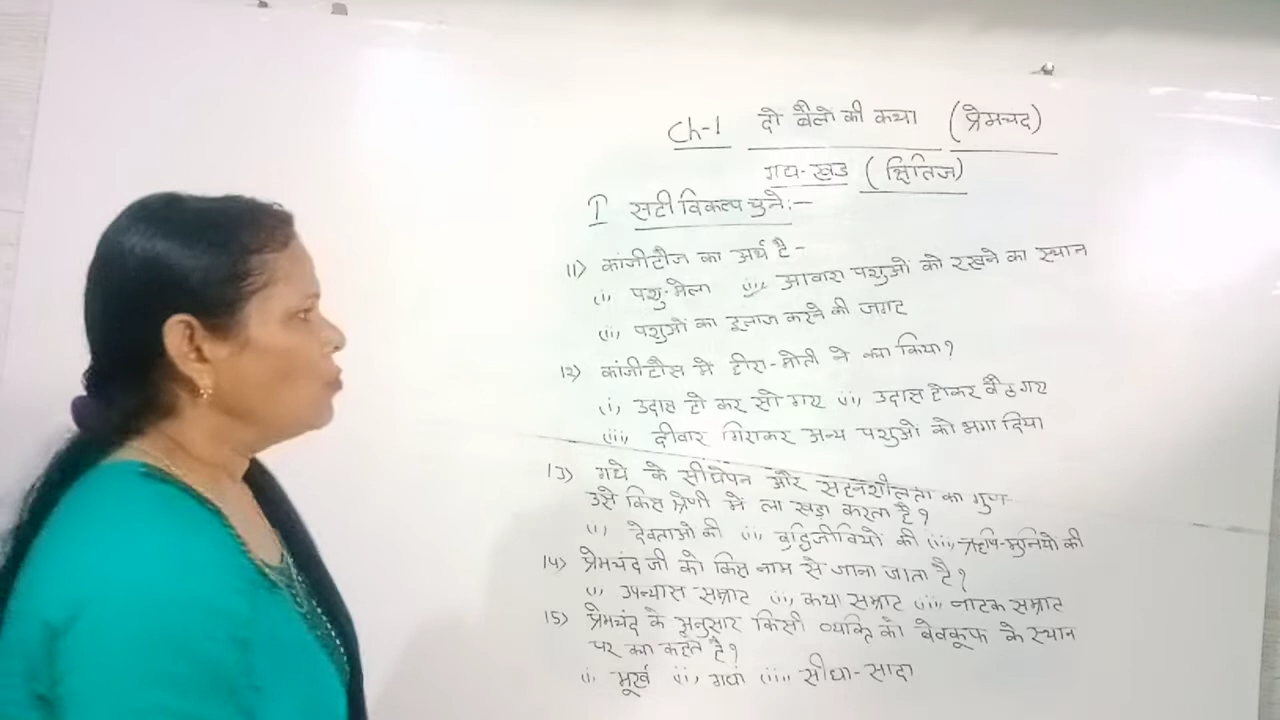 Ch-1 दो बैलो की कथा (प्रेमचद)
गद्य-खड (क्षितिज)
I सही विकल्प चुने:-
11) कांजीहौज का अर्थ है-
(i) पशु-मेला (ii) आवारा पशुओं को रखने का स्थान
(ii) पशुओं का इलाज करने की जगह
12) कांजीहौस मे हीरा-मोती ने क्या किया?
(i) उदास हो कर सो गए (ii) उदास होकर बैठ गए
(iii) दीवार गिराकर अन्य पशुओं को भगा दिया
13) गधे के सीधेपन और सहनशीलता का गुण
उसे किस श्रेणी में ला खडा करता है?
(i) देवताओ की (ii) बुद्धिजीवियो की (iii) ऋषि-मुनियो की
14) प्रेमचंद जी को किस नाम से जाना जाता है?
(i) उपन्यास-सम्राट (ii) कथा सम्राट (iii) नाटक सम्राट
15) प्रेमचंद के अनुसार किसी व्यक्ति को बेवकूफ के स्थान
पर क्या कहते है?
(i) मूर्ख (ii) गधा (iii) सीधा-सादा